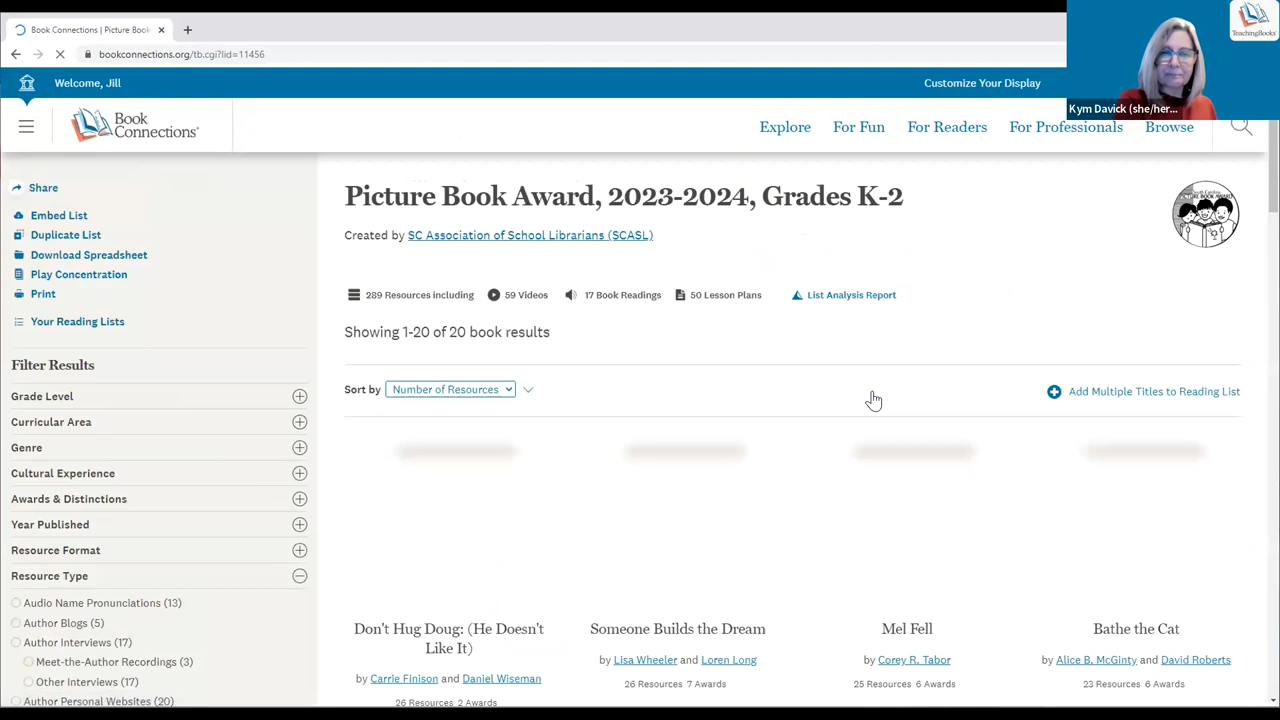 Book Connections | Picture Book
bookconnections.org/tb.cgi?lid=11456
TeachingBooks
Welcome, Jill
Customize Your Display
Kym Davick (she/her...
Book Connections
Explore
For Fun
For Readers
For Professionals
Browse
Share
Embed List
Duplicate List
Download Spreadsheet
Play Concentration
Print
Your Reading Lists
Filter Results
Grade Level
Curricular Area
Genre
Cultural Experience
Awards & Distinctions
Year Published
Resource Format
Resource Type
Audio Name Pronunciations (13)
Author Blogs (5)
Author Interviews (17)
Meet-the-Author Recordings (3)
Other Interviews (17)
Author Personal Websites (20)
Picture Book Award, 2023-2024, Grades K-2
Created by SC Association of School Librarians (SCASL)
289 Resources including 59 Videos 17 Book Readings 50 Lesson Plans List Analysis Report
Showing 1-20 of 20 book results
Sort by Number of Resources
Add Multiple Titles to Reading List
Don't Hug Doug: (He Doesn't
Like It)
by Carrie Finison and Daniel Wiseman
26 Resources 2 Awards
Someone Builds the Dream
by Lisa Wheeler and Loren Long
26 Resources 7 Awards
Mel Fell
by Corey R. Tabor
25 Resources 6 Awards
Bathe the Cat
by Alice B. McGinty and David Roberts
23 Resources 6 Awards